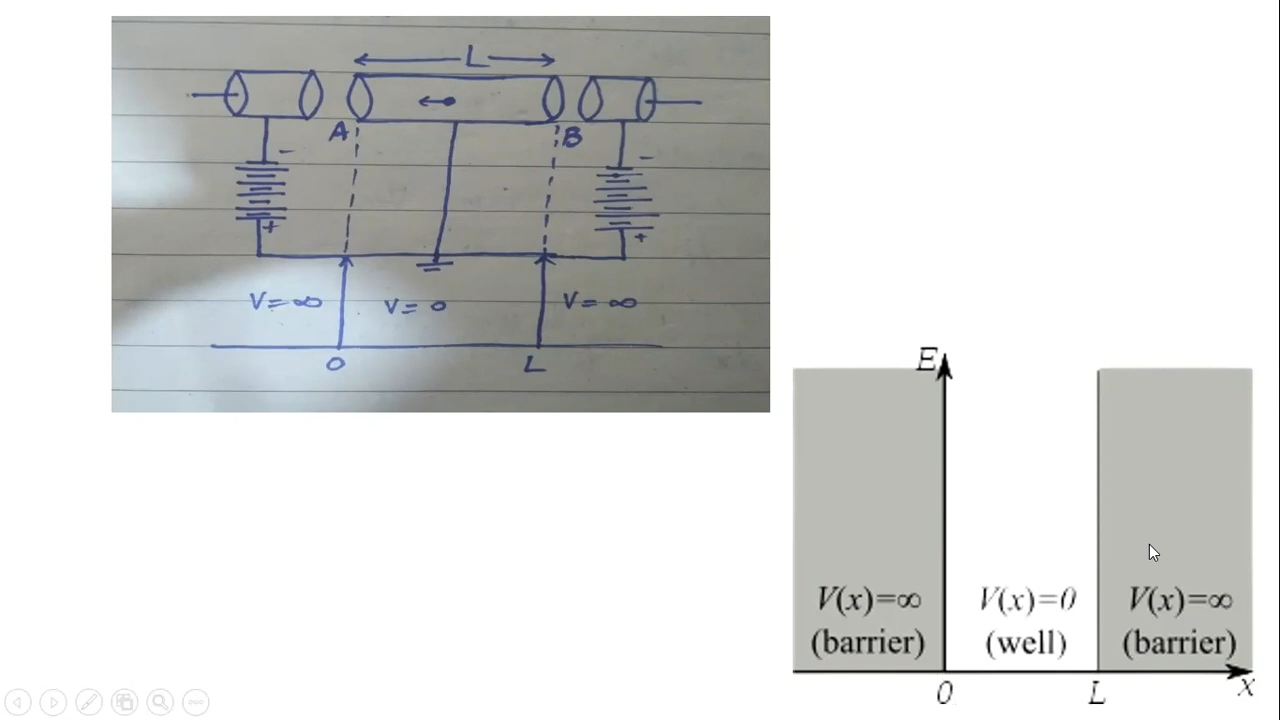 L
A
B
-
-
+
+
V=∞
V=0
V=∞
0
L
E
V(x)=∞
(barrier)
V(x)=0
(well)
V(x)=∞
(barrier)
0
L
x